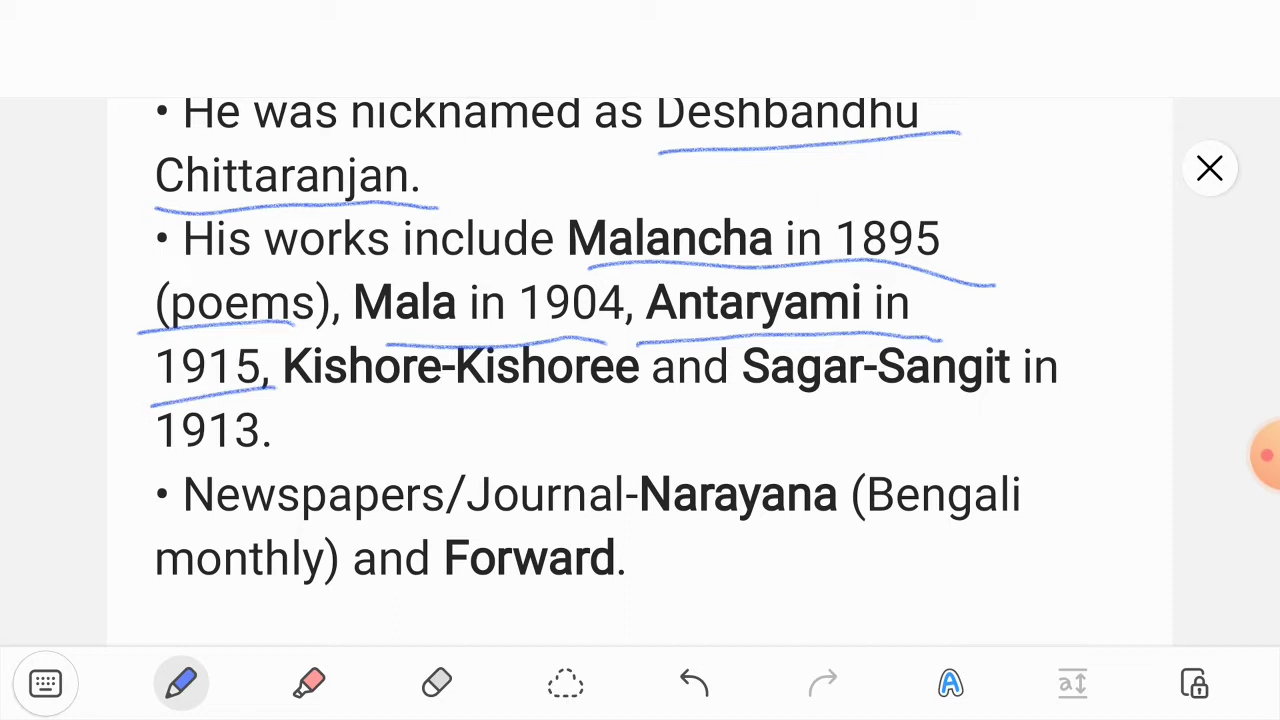 • He was nicknamed as Deshbandhu
Chittaranjan.
• His works include Malancha in 1895
(poems), Mala in 1904, Antaryami in
1915, Kishore-Kishoree and Sagar-Sangit in
1913.
• Newspapers/Journal-Narayana (Bengali
monthly) and Forward.